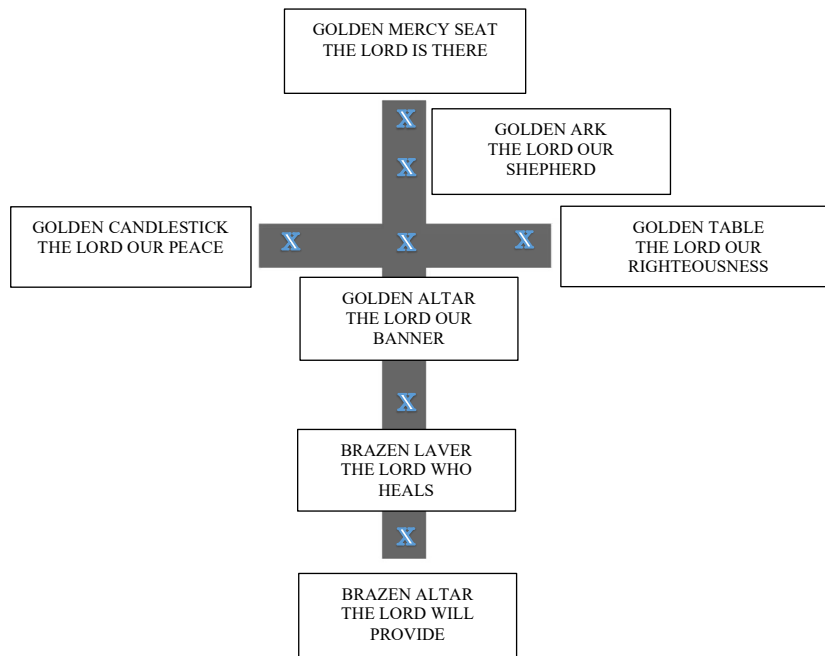 GOLDEN MERCY SEAT
THE LORD IS THERE
X
GOLDEN ARK
THE LORD OUR
SHEPHERD
X
GOLDEN CANDLESTICK
THE LORD OUR PEACE
X
X
X
GOLDEN TABLE
THE LORD OUR
RIGHTEOUSNESS
GOLDEN ALTAR
THE LORD OUR
BANNER
X
BRAZEN LAVER
THE LORD WHO
HEALS
X
BRAZEN ALTAR
THE LORD WILL
PROVIDE